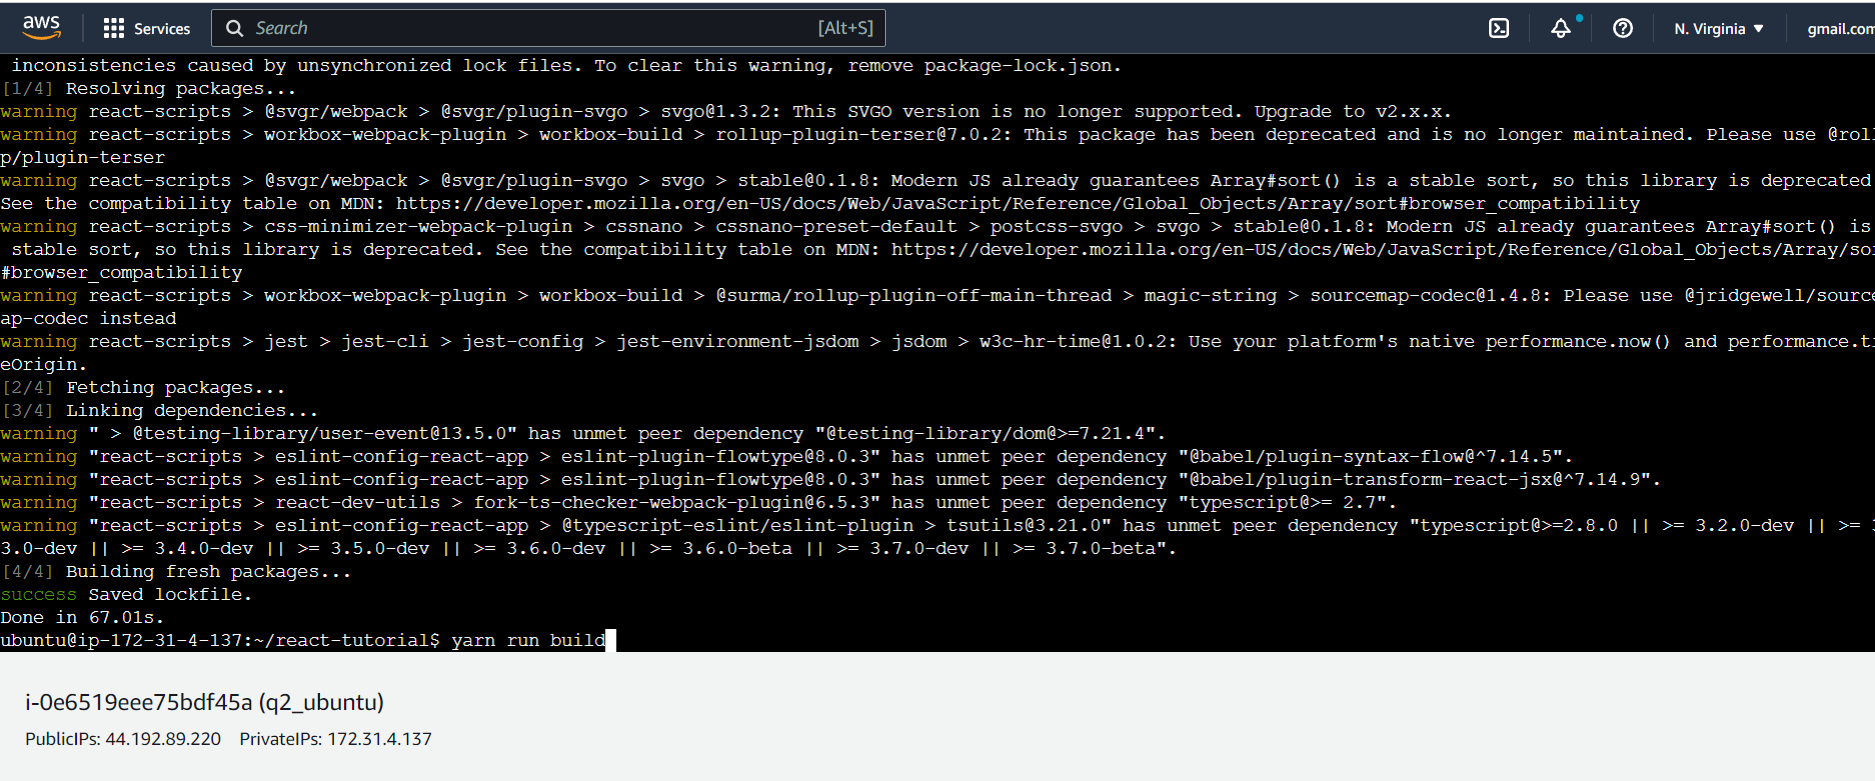 aws Services Search [Alt+S] N. Virginia ▼ gmail.com
inconsistencies caused by unsynchronized lock files. To clear this warning, remove package-lock.json.
[1/4] Resolving packages...
warning react-scripts > @svgr/webpack > @svgr/plugin-svgo > svgo@1.3.2: This SVGO version is no longer supported. Upgrade to v2.x.x.
warning react-scripts > workbox-webpack-plugin > workbox-build > rollup-plugin-terser@7.0.2: This package has been deprecated and is no longer maintained. Please use @roll
p/plugin-terser
warning react-scripts > @svgr/webpack > @svgr/plugin-svgo > svgo > stable@0.1.8: Modern JS already guarantees Array#sort() is a stable sort, so this library is deprecated
See the compatibility table on MDN: https://developer.mozilla.org/en-US/docs/Web/JavaScript/Reference/Global_Objects/Array/sort#browser_compatibility
warning react-scripts > css-minimizer-webpack-plugin > cssnano > cssnano-preset-default > postcss-svgo > svgo > stable@0.1.8: Modern JS already guarantees Array#sort() is
stable sort, so this library is deprecated. See the compatibility table on MDN: https://developer.mozilla.org/en-US/docs/Web/JavaScript/Reference/Global_Objects/Array/so
#browser_compatibility
warning react-scripts > workbox-webpack-plugin > workbox-build > @surma/rollup-plugin-off-main-thread > magic-string > sourcemap-codec@1.4.8: Please use @jridgewell/source
ap-codec instead
warning react-scripts > jest > jest-cli > jest-config > jest-environment-jsdom > jsdom > w3c-hr-time@1.0.2: Use your platform's native performance.now() and performance.ti
eOrigin.
[2/4] Fetching packages...
[3/4] Linking dependencies...
warning " > @testing-library/user-event@13.5.0" has unmet peer dependency "@testing-library/dom@>=7.21.4".
warning "react-scripts > eslint-config-react-app > eslint-plugin-flowtype@8.0.3" has unmet peer dependency "@babel/plugin-syntax-flow@^7.14.5".
warning "react-scripts > eslint-config-react-app > eslint-plugin-flowtype@8.0.3" has unmet peer dependency "@babel/plugin-transform-react-jsx@^7.14.9".
warning "react-scripts > react-dev-utils > fork-ts-checker-webpack-plugin@6.5.3" has unmet peer dependency "typescript@>= 2.7".
warning "react-scripts > eslint-config-react-app > @typescript-eslint/eslint-plugin > tsutils@3.21.0" has unmet peer dependency "typescript@>=2.8.0 || >= 3.2.0-dev || >= 3
3.0-dev || >= 3.4.0-dev || >= 3.5.0-dev || >= 3.6.0-dev || >= 3.6.0-beta || >= 3.7.0-dev || >= 3.7.0-beta".
[4/4] Building fresh packages...
success Saved lockfile.
Done in 67.01s.
ubuntu@ip-172-31-4-137:~/react-tutorial$ yarn run build
i-0e6519eee75bdf45a (q2_ubuntu)
PublicIPs: 44.192.89.220 PrivateIPs: 172.31.4.137